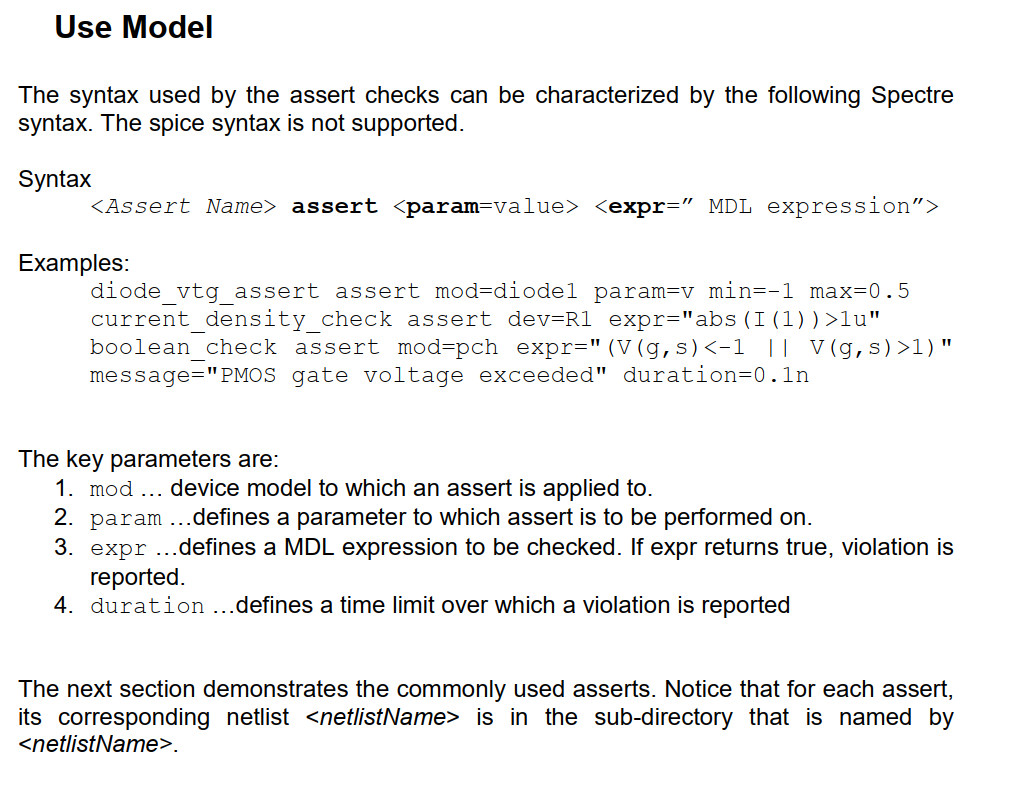 Use Model
The syntax used by the assert checks can be characterized by the following Spectre
syntax. The spice syntax is not supported.
Syntax
<Assert Name> assert <param=value> <expr=” MDL expression”>
Examples:
diode_vtg_assert assert mod=diode1 param=v min=-1 max=0.5
current_density_check assert dev=R1 expr="abs(I(1))>1u"
boolean_check assert mod=pch expr="(V(g,s)<-1 || V(g,s)>1)"
message="PMOS gate voltage exceeded" duration=0.1n
The key parameters are:
1. mod … device model to which an assert is applied to.
2. param …defines a parameter to which assert is to be performed on.
3. expr …defines a MDL expression to be checked. If expr returns true, violation is
reported.
4. duration …defines a time limit over which a violation is reported
The next section demonstrates the commonly used asserts. Notice that for each assert,
its corresponding netlist <netlistName> is in the sub-directory that is named by
<netlistName>.